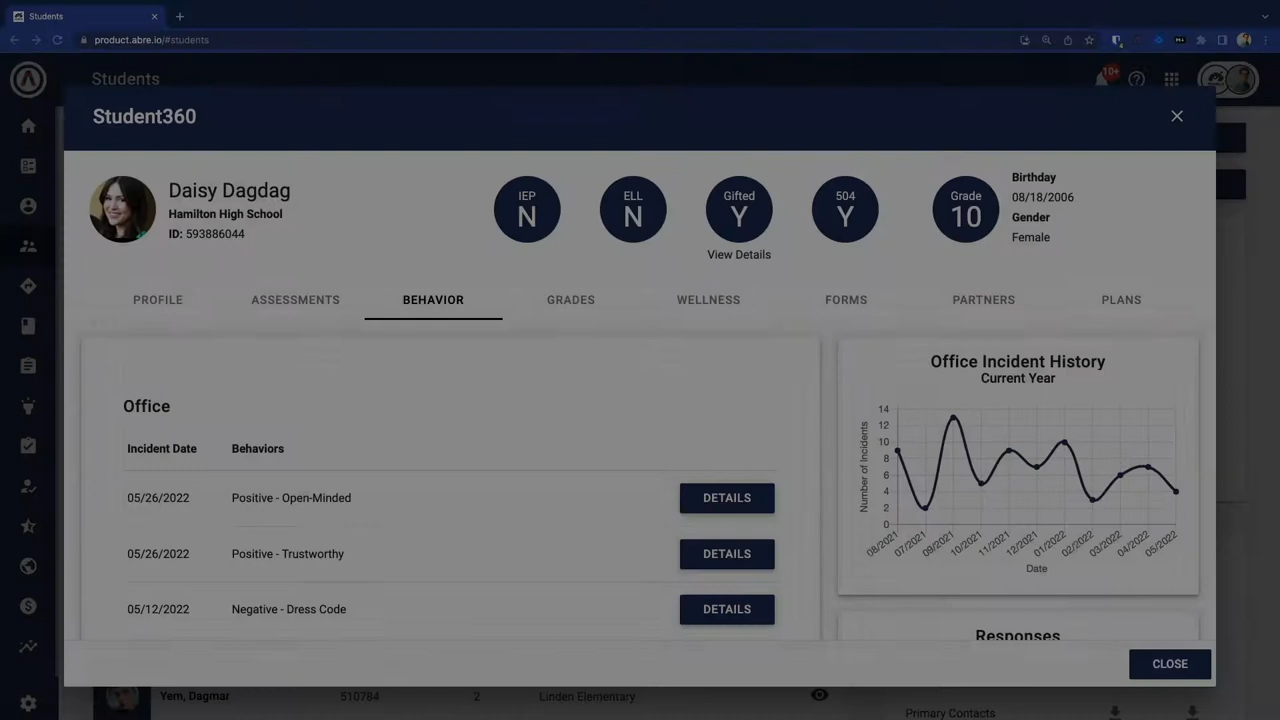 Students
product.abre.io/#students
Students
10+
Student360
Daisy Dagdag
Hamilton High School
ID: 593886044
IEP
N
ELL
N
Gifted
Y
View Details
504
Y
Grade
10
Birthday
08/18/2006
Gender
Female
PROFILE
ASSESSMENTS
BEHAVIOR
GRADES
WELLNESS
FORMS
PARTNERS
PLANS
Office
Incident Date
Behaviors
05/26/2022
Positive - Open-Minded
DETAILS
05/26/2022
Positive - Trustworthy
DETAILS
05/12/2022
Negative - Dress Code
DETAILS
Office Incident History
Current Year
Number of Incidents
14
12
10
8
6
4
2
0
08/2021
07/2021
09/2021
10/2021
11/2021
12/2021
01/2022
02/2022
03/2022
04/2022
05/2022
Date
Responses
CLOSE
Yem, Dagmar
510784
2
Linden Elementary
Primary Contacts